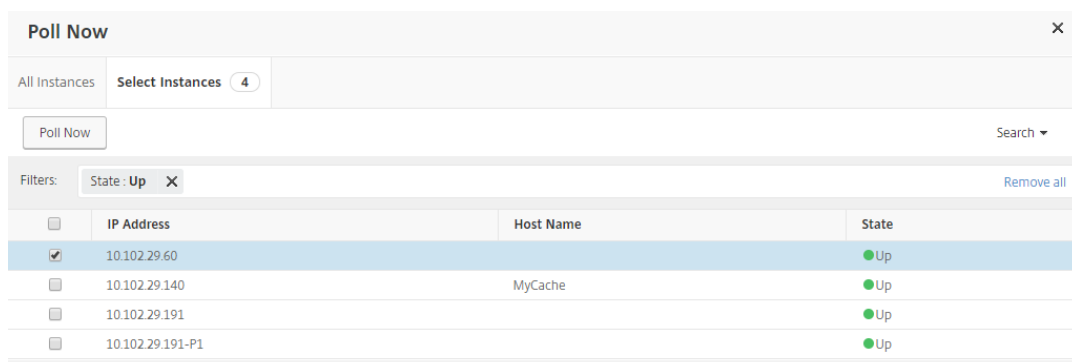 Poll Now
All Instances Select Instances 4
Poll Now Search
Filters: State : Up Remove all
IP Address Host Name State
10.102.29.60 Up
10.102.29.140 MyCache Up
10.102.29.191 Up
10.102.29.191-P1 Up